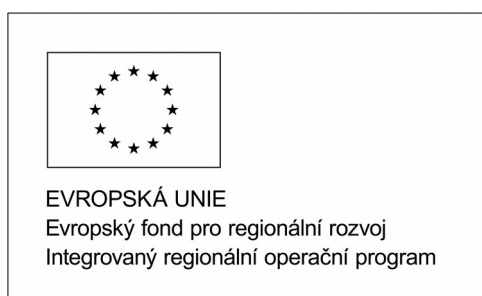 EVROPSKÁ UNIE
Evropský fond pro regionální rozvoj
Integrovaný regionální operační program